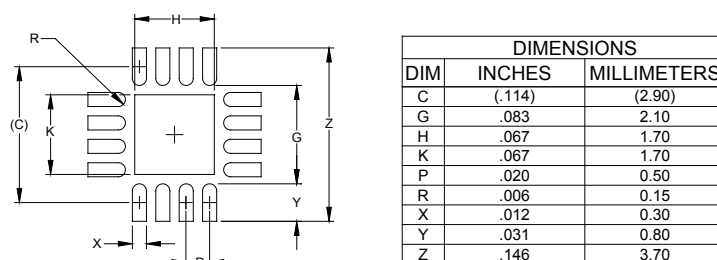 H
R
(C)
K
G
Z
Y
X
P
DIMENSIONS
DIM INCHES MILLIMETERS
C (.114) (2.90)
G .083 2.10
H .067 1.70
K .067 1.70
P .020 0.50
R .006 0.15
X .012 0.30
Y .031 0.80
Z .146 3.70